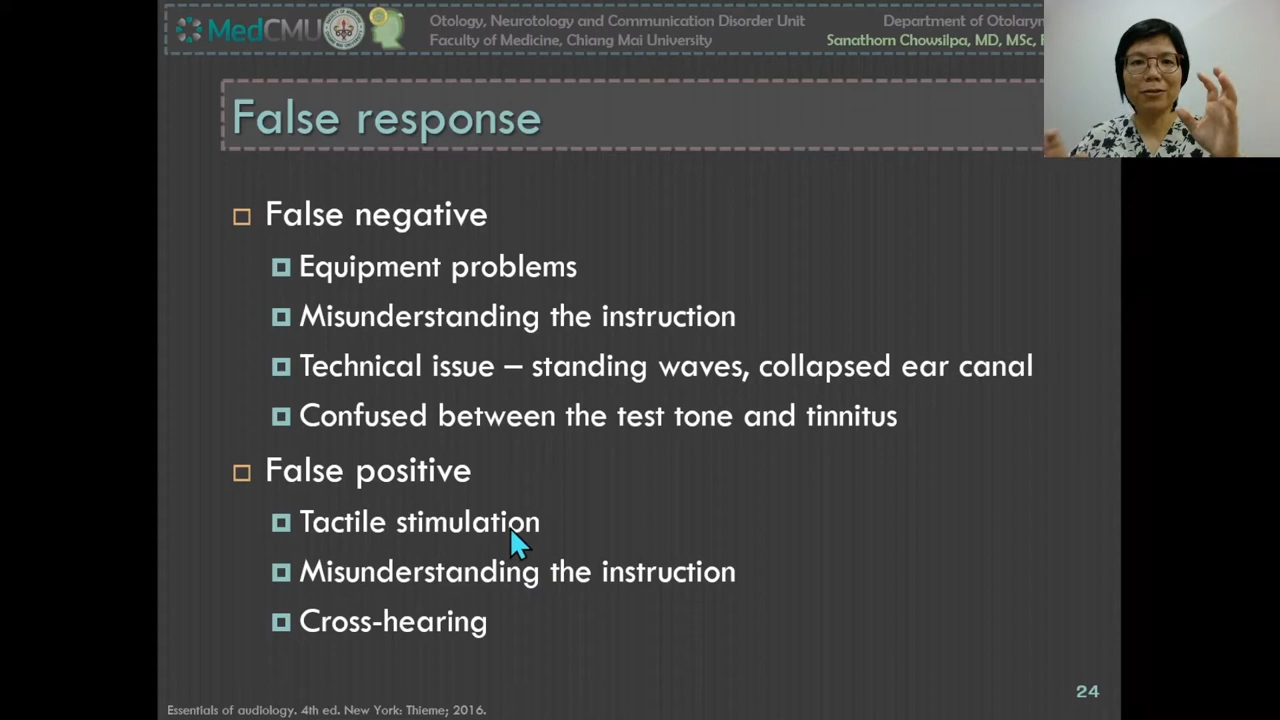 MedCMU
Otology, Neurotology and Communication Disorder Unit
Faculty of Medicine, Chiang Mai University
Department of
Sanathorn Chowsilpa, MD, MSc,
False response
False negative
Equipment problems
Misunderstanding the instruction
Technical issue – standing waves, collapsed ear canal
Confused between the test tone and tinnitus
False positive
Tactile stimulation
Misunderstanding the instruction
Cross-hearing
24
Essentials of audiology. 4th ed. New York: Thieme; 2016.